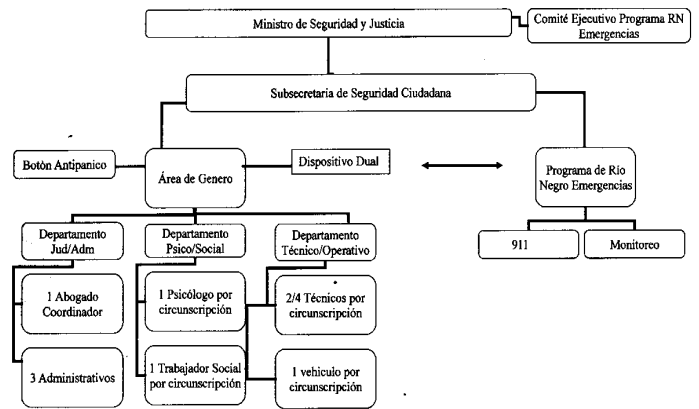 Ministro de Seguridad y Justicia
Comité Ejecutivo Programa RN
Emergencias
Subsecretaria de Seguridad Ciudadana
Botòn Antipanico
Área de Genero
Dispositivo Dual
Programa de Río
Negro Emergencias
Departamento
Jud/Adm
Departamento
Psico/Social
Departamento
Técnico/Operativo
911
Monitoreo
1 Abogado
Coordinador
1 Psicólogo por
circunscripción
2/4 Técnicos por
circunscripción
3 Administrativos
1 Trabajador Social
por circunscripción
1 vehiculo por
circunscripción